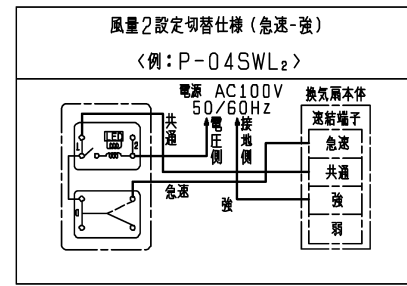 風量2設定切替仕様(急速-強)
〈例:P-04SWL₂〉
電源 AC100V
50/60Hz
換気扇本体
速結端子
共通
電圧側
接地側
LED
1
2
0
急速
強
急速
共通
強
弱